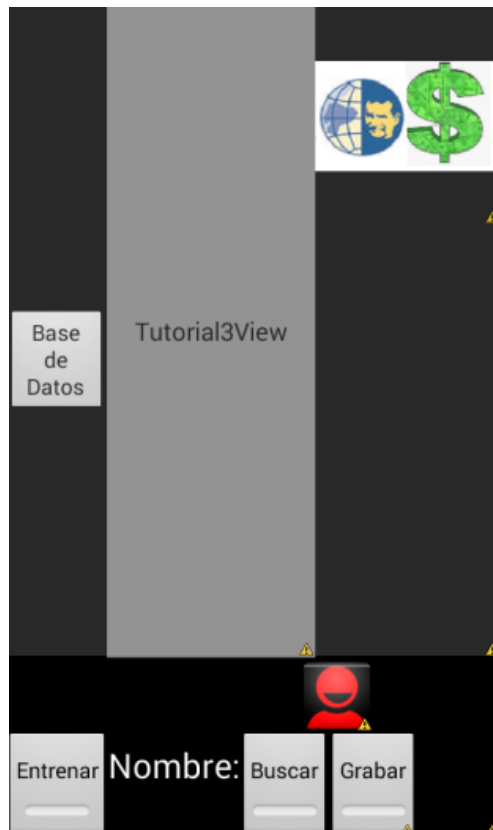 Base
de
Datos
Tutorial3View
Entrenar
Nombre:
Buscar
Grabar